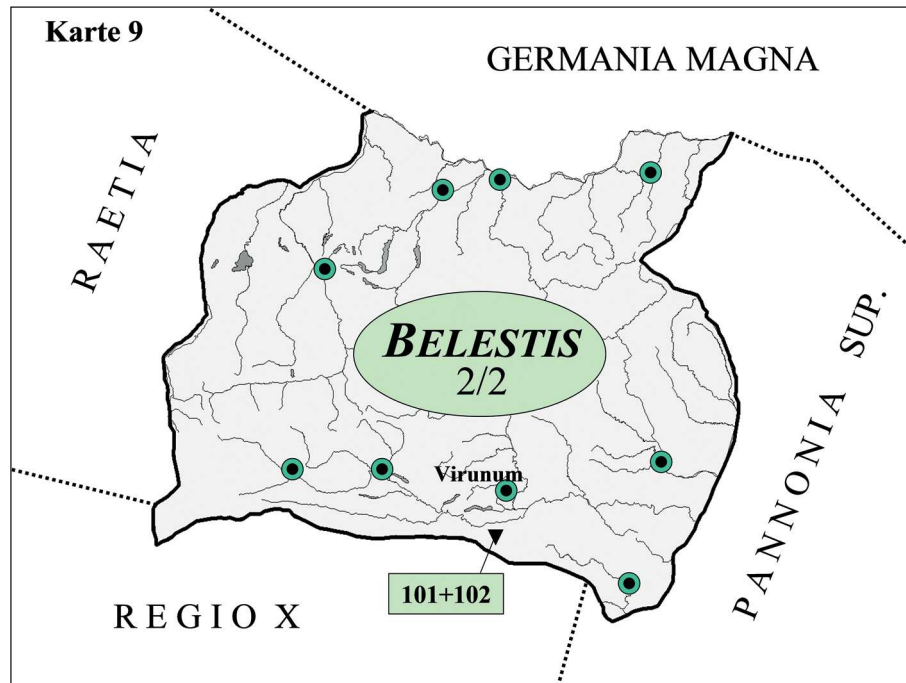 Karte 9
GERMANIA MAGNA
RAETIA
BELESTIS
2/2
PANNONIA SUP.
Virunum
101+102
REGIO X